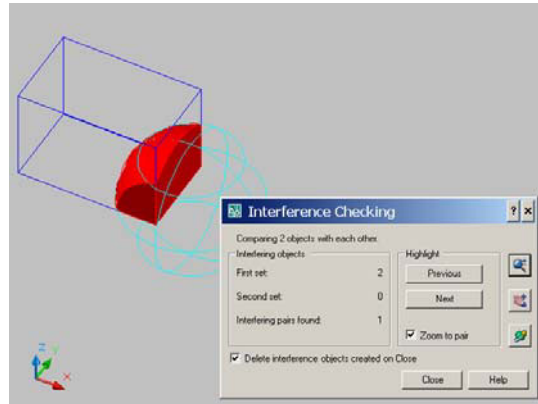 Interference Checking
Comparing 2 objects with each other.
Interfering objects
First set: 2
Second set: 0
Interfering pairs found: 1
Highlight
Previous
Next
Zoom to pair
Delete interference objects created on Close
Close
Help
Z
Y
X